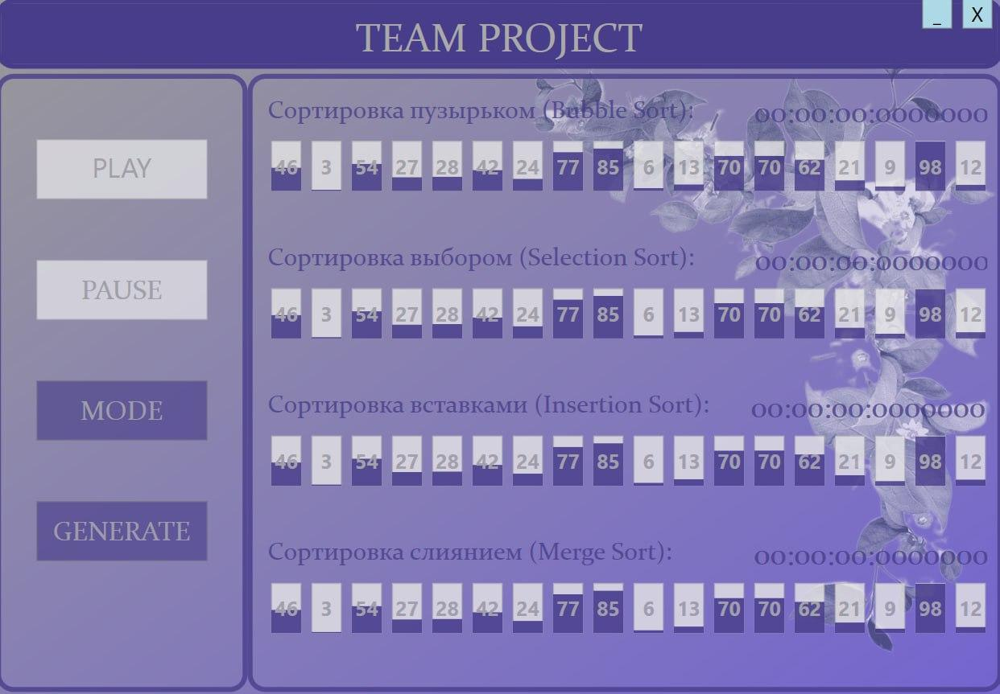 _ X
TEAM PROJECT
PLAY
PAUSE
MODE
GENERATE
Сортировка пузырьком (Bubble Sort): 00:00:00:0000000
46 3 54 27 28 42 24 77 85 6 13 70 70 62 21 9 98 12
Сортировка выбором (Selection Sort): 00:00:00:0000000
46 3 54 27 28 42 24 77 85 6 13 70 70 62 21 9 98 12
Сортировка вставками (Insertion Sort): 00:00:00:0000000
46 3 54 27 28 42 24 77 85 6 13 70 70 62 21 9 98 12
Сортировка слиянием (Merge Sort): 00:00:00:0000000
46 3 54 27 28 42 24 77 85 6 13 70 70 62 21 9 98 12